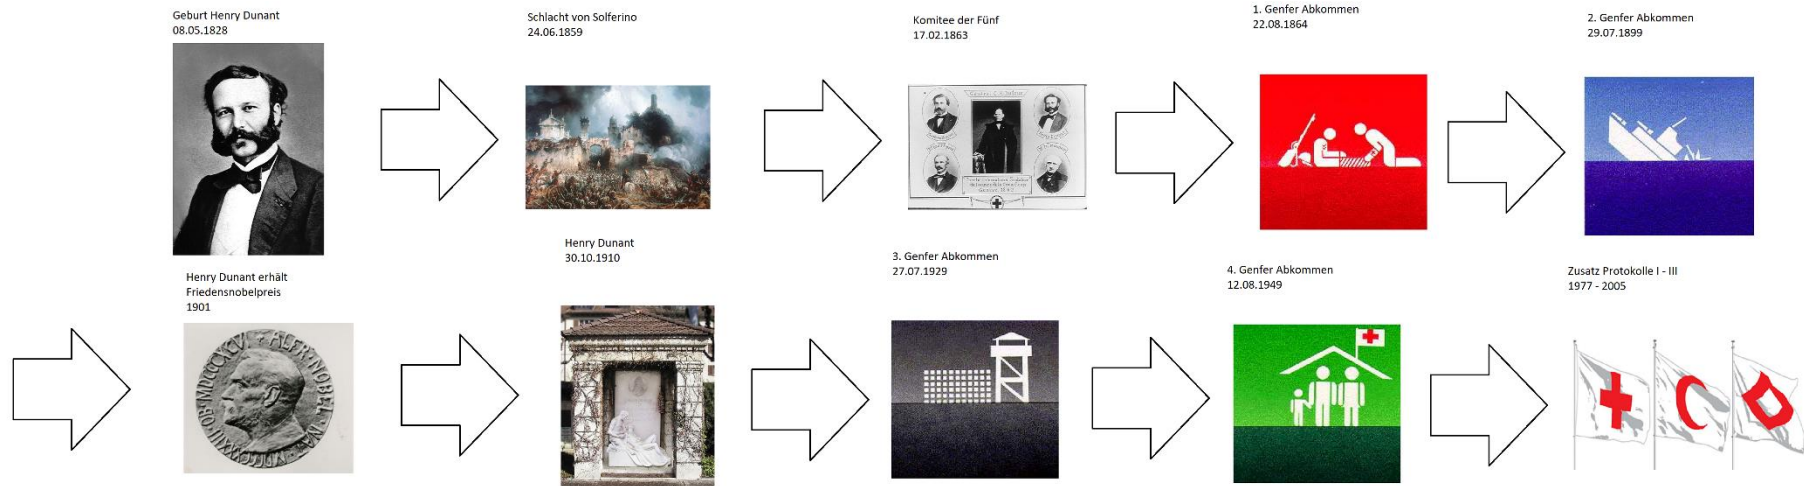 Geburt Henry Dunant
08.05.1828
Schlacht von Solferino
24.06.1859
Komitee der Fünf
17.02.1863
1. Genfer Abkommen
22.08.1864
2. Genfer Abkommen
29.07.1899
Henry Dunant erhält
Friedensnobelpreis
1901
Henry Dunant
30.10.1910
3. Genfer Abkommen
27.07.1929
4. Genfer Abkommen
12.08.1949
Zusatz Protokolle I - III
1977 - 2005